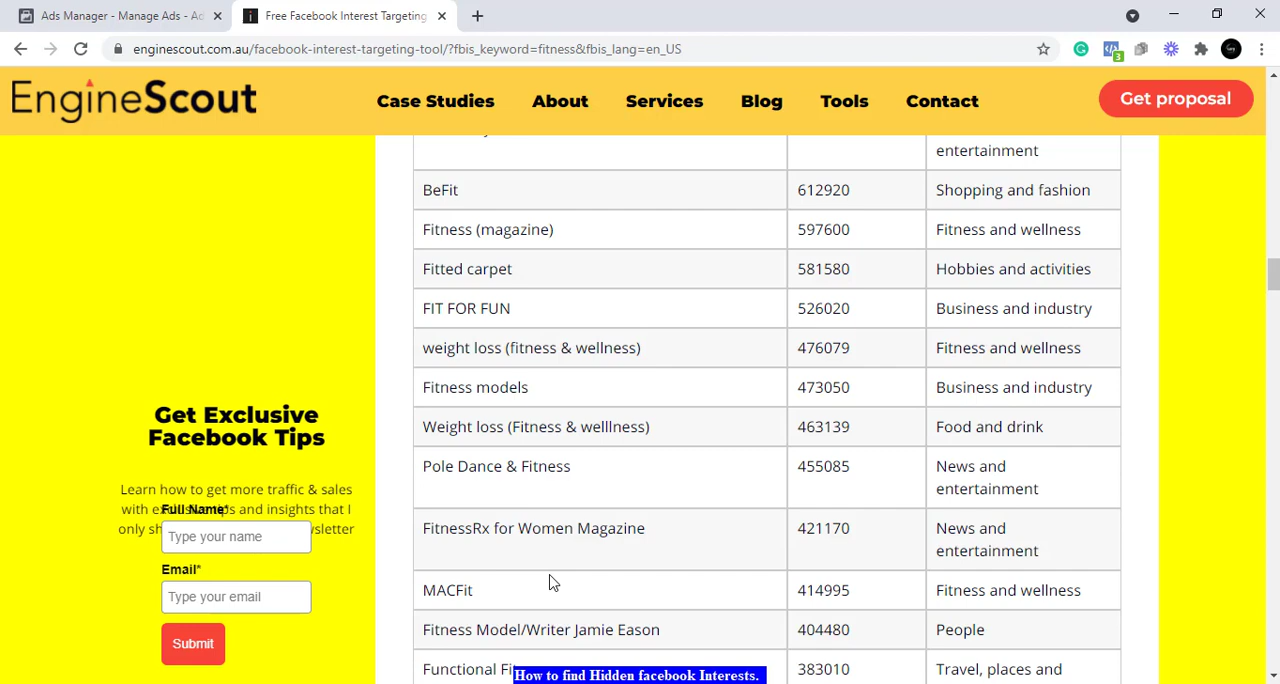 Ads Manager - Manage Ads - Ad
Free Facebook Interest Targeting
enginescout.com.au/facebook-interest-targeting-tool/?fbis_keyword=fitness&fbis_lang=en_US
3
EngineScout
Case Studies
About
Services
Blog
Tools
Contact
Get proposal
entertainment
BeFit 612920 Shopping and fashion
Fitness (magazine) 597600 Fitness and wellness
Fitted carpet 581580 Hobbies and activities
FIT FOR FUN 526020 Business and industry
weight loss (fitness & wellness) 476079 Fitness and wellness
Fitness models 473050 Business and industry
Weight loss (Fitness & welllness) 463139 Food and drink
Pole Dance & Fitness 455085 News and
entertainment
FitnessRx for Women Magazine 421170 News and
entertainment
MACFit 414995 Fitness and wellness
Fitness Model/Writer Jamie Eason 404480 People
Functional 383010 Travel, places and
Get Exclusive
Facebook Tips
Learn how to get more traffic & sales
with and insights that I
only
Full Name*
Type your name
Email*
Type your email
Submit
How to find Hidden facebook Interests.